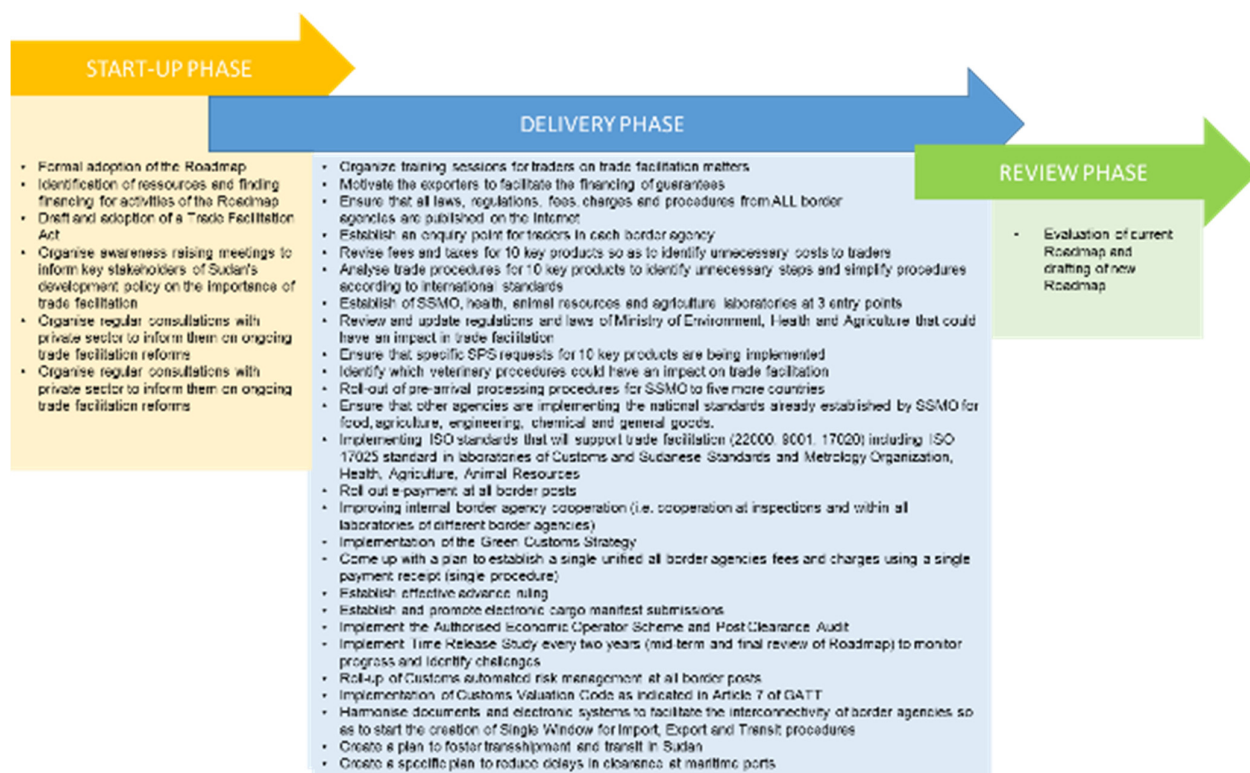 START-UP PHASE
• Formal adoption of the Roadmap
• Identification of ressources and finding
financing for activities of the Roadmap
• Draft and adoption of a Trade Facilitation
Act
• Organise awareness raising meetings to
inform key stakeholders of Sudan's
development policy on the importance of
trade facilitation
• Organise regular consultations with
private sector to inform them on ongoing
trade facilitation reforms
• Organise regular consultations with
private sector to inform them on ongoing
trade facilitation reforms
DELIVERY PHASE
• Organize training sessions for traders on trade facilitation matters
• Motivate the exporters to facilitate the financing of guarantees
• Ensure that all laws, regulations, fees, charges and procedures from ALL border
agencies are published on the Internet
• Establish an enquiry point for traders in each border agency
• Revise fees and taxes for 10 key products so as to identify unnecessary costs to traders
• Analyse trade procedures for 10 key products to identify unnecessary steps and simplify procedures
according to international standards
• Establish of SSMO, health, animal resources and agriculture laboratories at 3 entry points
• Review and update regulations and laws of Ministry of Environment, Health and Agriculture that could
have an impact in trade facilitation
• Ensure that specific SPS requests for 10 key products are being implemented
• Identify which veterinary procedures could have an impact on trade facilitation
• Roll-out of pre-arrival processing procedures for SSMO to five more countries
• Ensure that other agencies are implementing the national standards already established by SSMO for
food, agriculture, engineering, chemical and general goods.
• Implementing ISO standards that will support trade facilitation (22000, 9001, 17020) including ISO
17025 standard in laboratories of Customs and Sudanese Standards and Metrology Organization,
Health, Agriculture, Animal Resources
• Roll out e-payment at all border posts
• Improving internal border agency cooperation (i.e. cooperation at inspections and within all
laboratories of different border agencies)
• Implementation of the Green Customs Strategy
• Come up with a plan to establish a single unified all border agencies fees and charges using a single
payment receipt (single procedure)
• Establish effective advance ruling
• Establish and promote electronic cargo manifest submissions
• Implement the Authorised Economic Operator Scheme and Post Clearance Audit
• Implement Time Release Study every two years (mid-term and final review of Roadmap) to monitor
progress and identify challenges
• Roll-up of Customs automated risk management at all border posts
• Implementation of Customs Valuation Code as indicated in Article 7 of GATT
• Harmonise documents and electronic systems to facilitate the interconnectivity of border agencies so
as to start the creation of Single Window for Import, Export and Transit procedures
• Create a plan to foster transshipment and transit in Sudan
• Create a specific plan to reduce delays in clearance at maritime ports
REVIEW PHASE
• Evaluation of current
Roadmap and
drafting of new
Roadmap